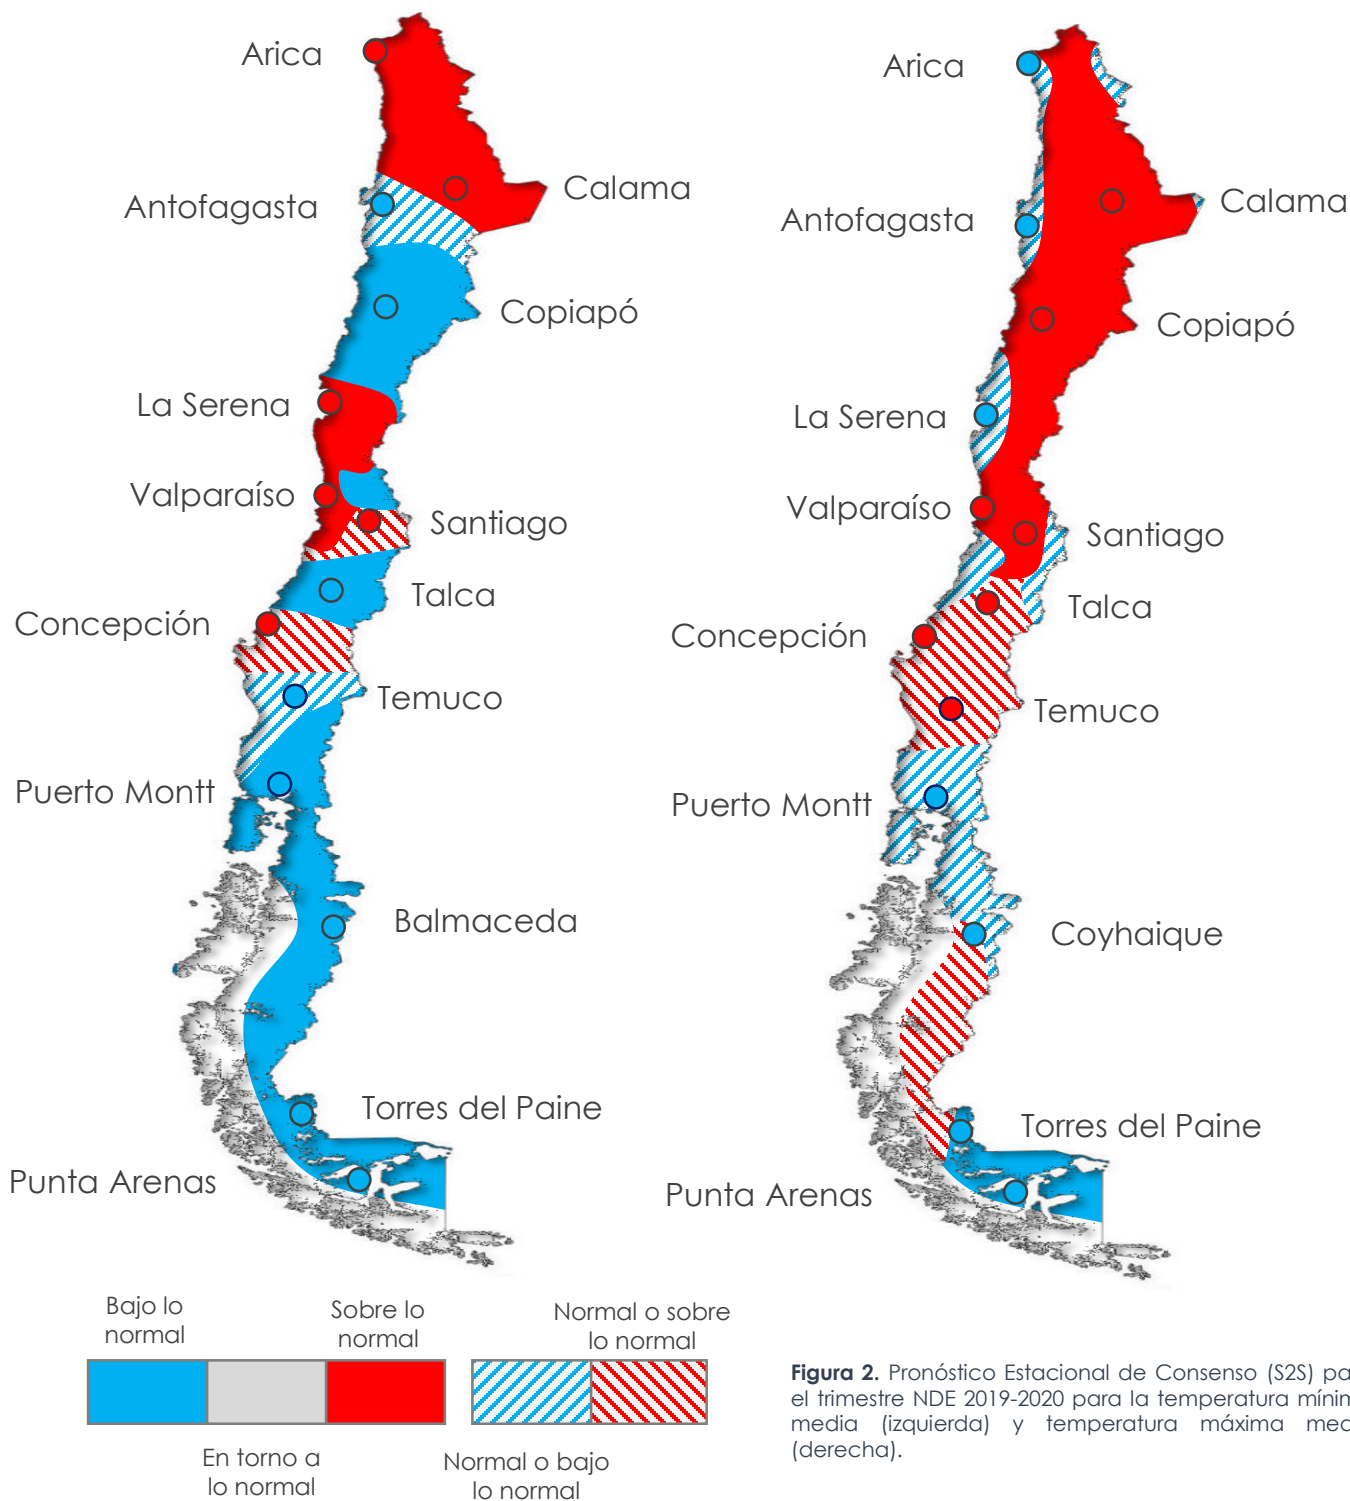 Arica
Calama
Antofagasta
Copiapó
La Serena
Valparaíso
Santiago
Talca
Concepción
Temuco
Puerto Montt
Balmaceda
Torres del Paine
Punta Arenas
Arica
Calama
Antofagasta
Copiapó
La Serena
Valparaíso
Santiago
Talca
Concepción
Temuco
Puerto Montt
Coyhaique
Torres del Paine
Punta Arenas
Bajo lo
normal
Sobre lo
normal
Normal o sobre
lo normal
En torno a
lo normal
Normal o bajo
lo normal
Figura 2. Pronóstico Estacional de Consenso (S2S) pa
el trimestre NDE 2019-2020 para la temperatura mínim
media (izquierda) y temperatura máxima med
(derecha).